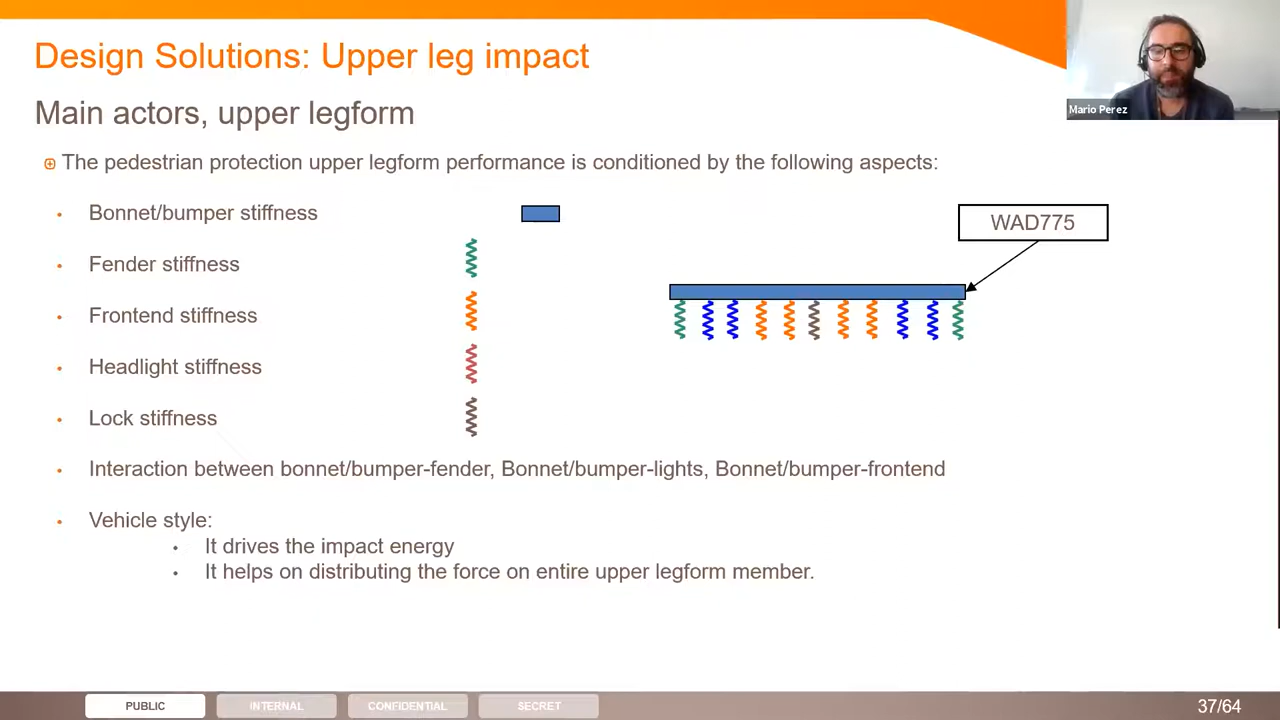 Design Solutions: Upper leg impact
Mario Perez
Main actors, upper legform
The pedestrian protection upper legform performance is conditioned by the following aspects:
Bonnet/bumper stiffness
WAD775
Fender stiffness
Frontend stiffness
Headlight stiffness
Lock stiffness
Interaction between bonnet/bumper-fender, Bonnet/bumper-lights, Bonnet/bumper-frontend
Vehicle style:
It drives the impact energy
It helps on distributing the force on entire upper legform member.
PUBLIC
INTERNAL
CONFIDENTIAL
SECRET
37/64